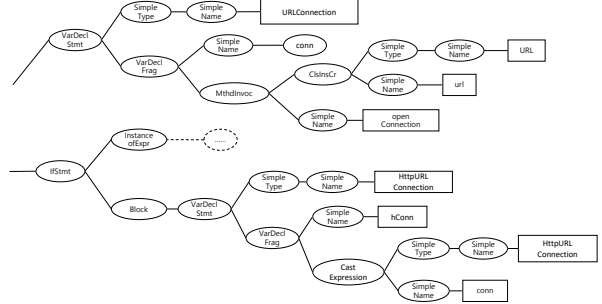 Simple
Type
Simple
Name
URLConnection
VarDecl
Stmt
Simple
Name
conn
VarDecl
Frag
Simple
Type
Simple
Name
URL
ClsInsCr
MthdInvoc
Simple
Name
url
Simple
Name
open
Connection
Instance
ofExpr
......
IfStmt
Simple
Type
Simple
Name
HttpURL
Connection
Block
VarDecl
Stmt
Simple
Name
hConn
VarDecl
Frag
Simple
Type
Simple
Name
HttpURL
Connection
Cast
Expression
Simple
Name
conn